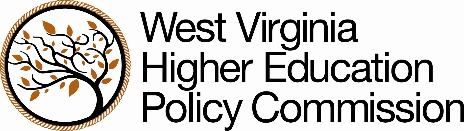 West Virginia
Higher Education
Policy Commission